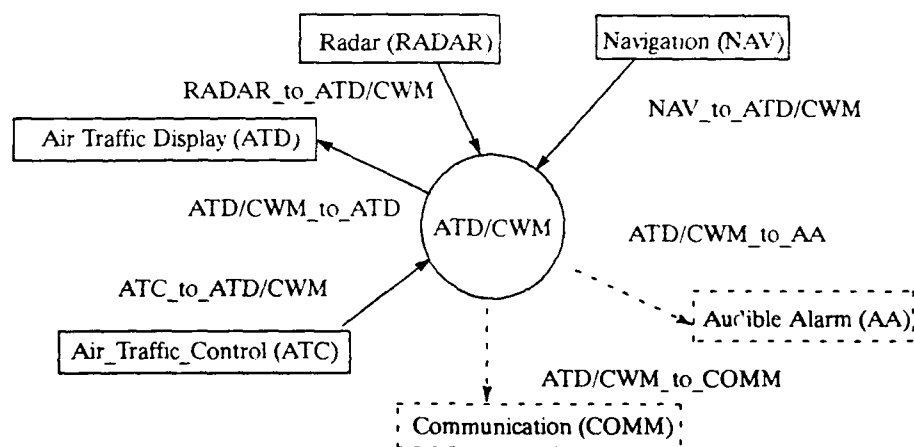 Radar (RADAR)
Navigation (NAV)
RADAR_to_ATD/CWM
NAV_to_ATD/CWM
Air Traffic Display (ATD)
ATD/CWM_to_ATD
ATD/CWM
ATD/CWM_to_AA
ATC_to_ATD/CWM
Audible Alarm (AA)
Air_Traffic_Control (ATC)
ATD/CWM_to_COMM
Communication (COMM)